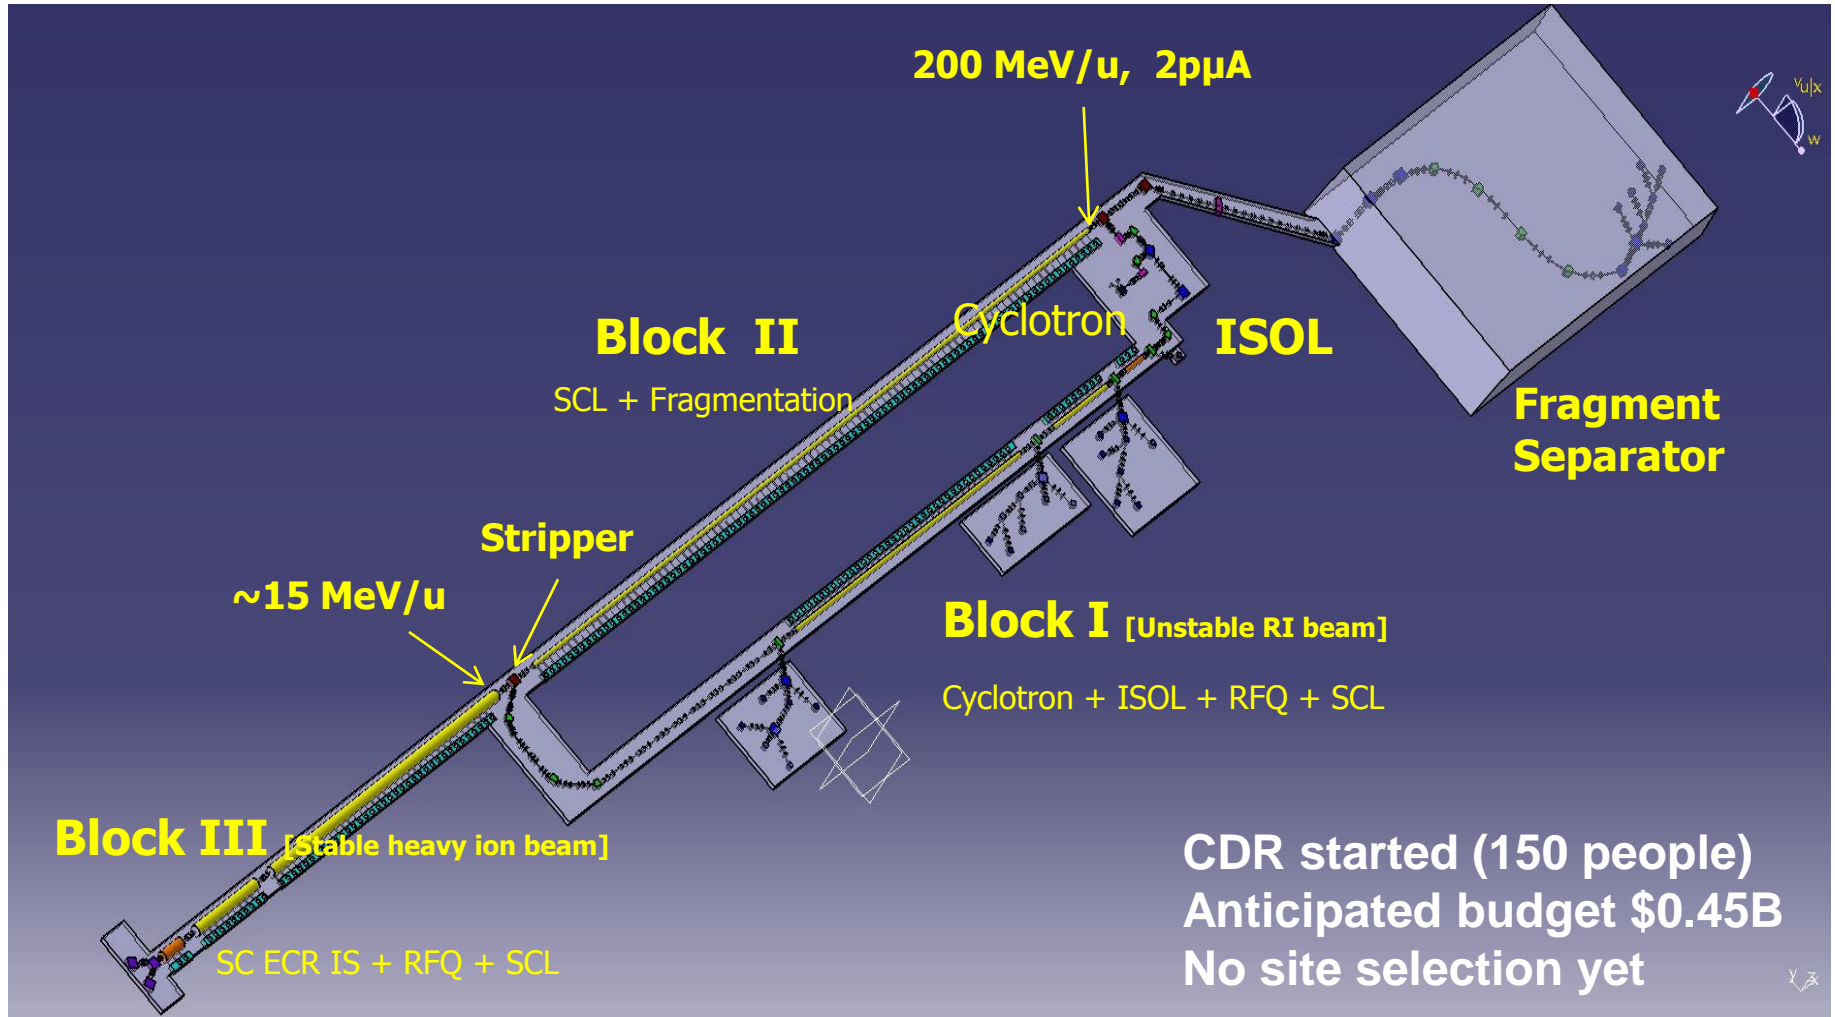 200 MeV/u, 2pµA
Cyclotron
Block II
ISOL
SCL + Fragmentation
Fragment
Separator
Stripper
~15 MeV/u
Block I [Unstable RI beam]
Cyclotron + ISOL + RFQ + SCL
Block III [Stable heavy ion beam]
SC ECR IS + RFQ + SCL
CDR started (150 people)
Anticipated budget $0.45B
No site selection yet